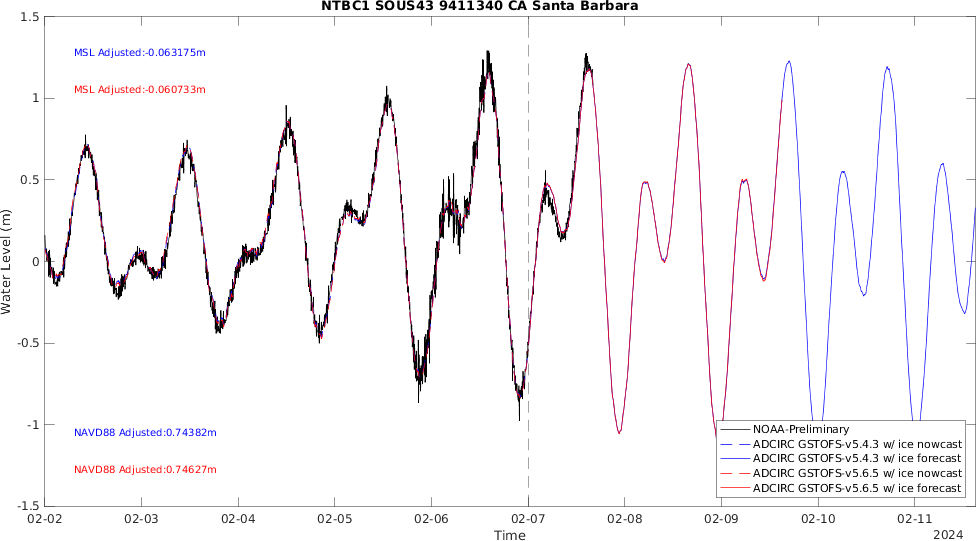 NTBC1 SOUS43 9411340 CA Santa Barbara
1.5
1
0.5
0
-0.5
-1
-1.5
Water Level (m)
MSL Adjusted:-0.063175m
MSL Adjusted:-0.060733m
NAVD88 Adjusted:0.74382m
NAVD88 Adjusted:0.74627m
NOAA-Preliminary
ADCIRC GSTOFS-v5.4.3 w/ ice nowcast
ADCIRC GSTOFS-v5.4.3 w/ ice forecast
ADCIRC GSTOFS-v5.6.5 w/ ice nowcast
ADCIRC GSTOFS-v5.6.5 w/ ice forecast
02-02 02-03 02-04 02-05 02-06 02-07 02-08 02-09 02-10 02-11
Time
2024